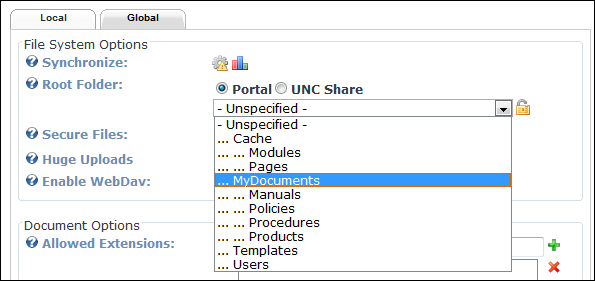 Local Global
File System Options
Synchronize:
Root Folder: Portal UNC Share
- Unspecified -
- Unspecified -
... Cache
Secure Files:
... ... Modules
Huge Uploads
... ... Pages
Enable WebDav:
... MyDocuments
... ... Manuals
... ... Policies
Document Options
... ... Procedures
... ... Products
Allowed Extensions:
... Templates
... Users